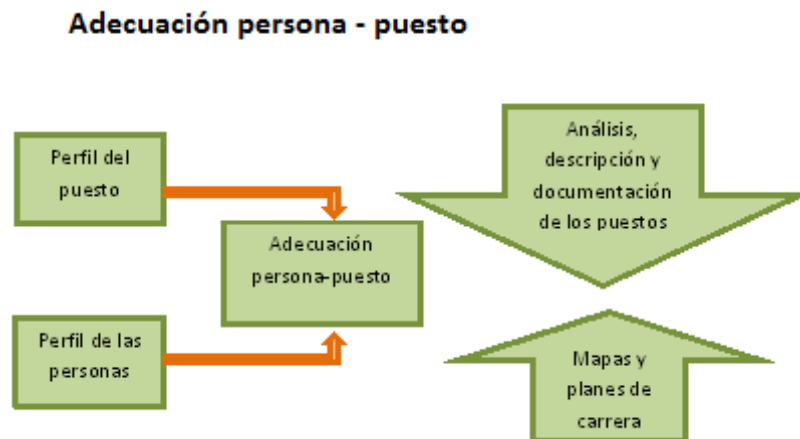 Adecuación persona - puesto
Perfil del
puesto
Adecuación
persona-puesto
Perfil de las
personas
Análisis,
descripción y
documentación
de los puestos
Mapas y
planes de
carrera